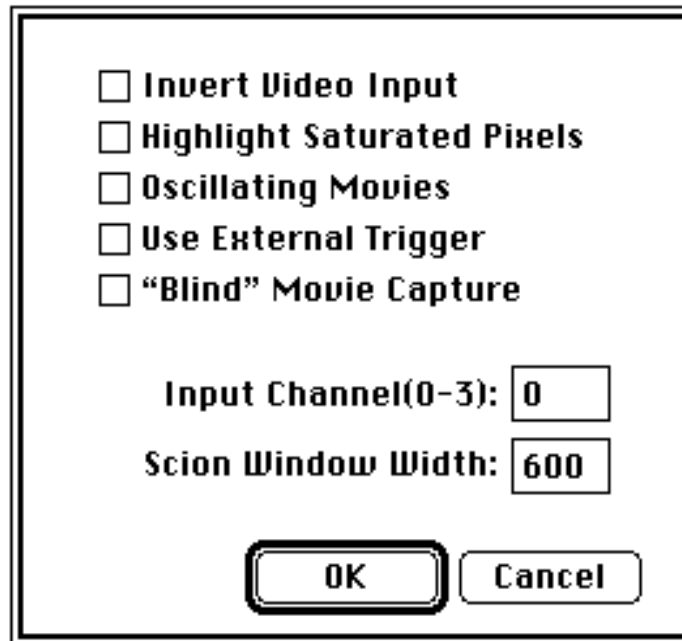 Invert Video Input
Highlight Saturated Pixels
Oscillating Movies
Use External Trigger
“Blind” Movie Capture
Input Channel(0-3): 0
Scion Window Width: 600
OK Cancel